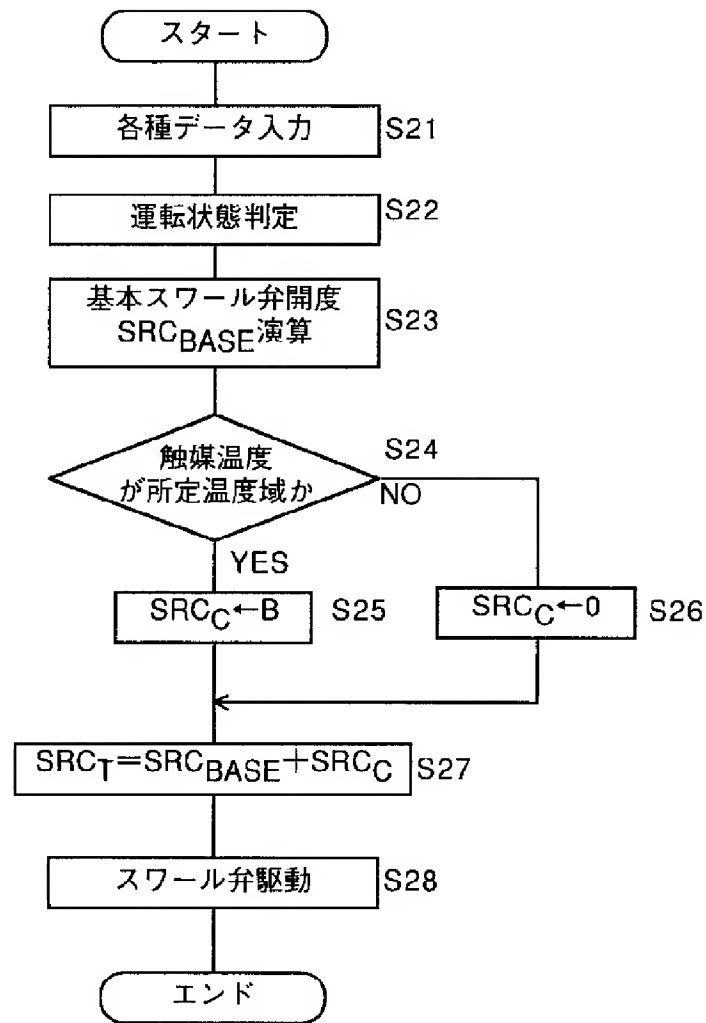 スタート
各種データ入力 S21
運転状態判定 S22
基本スワール弁開度
SRCBASE演算 S23
触媒温度
が所定温度域か S24
NO
YES
SRCC←B S25
SRCC←0 S26
SRCT=SRCBASE+SRCC S27
スワール弁駆動 S28
エンド